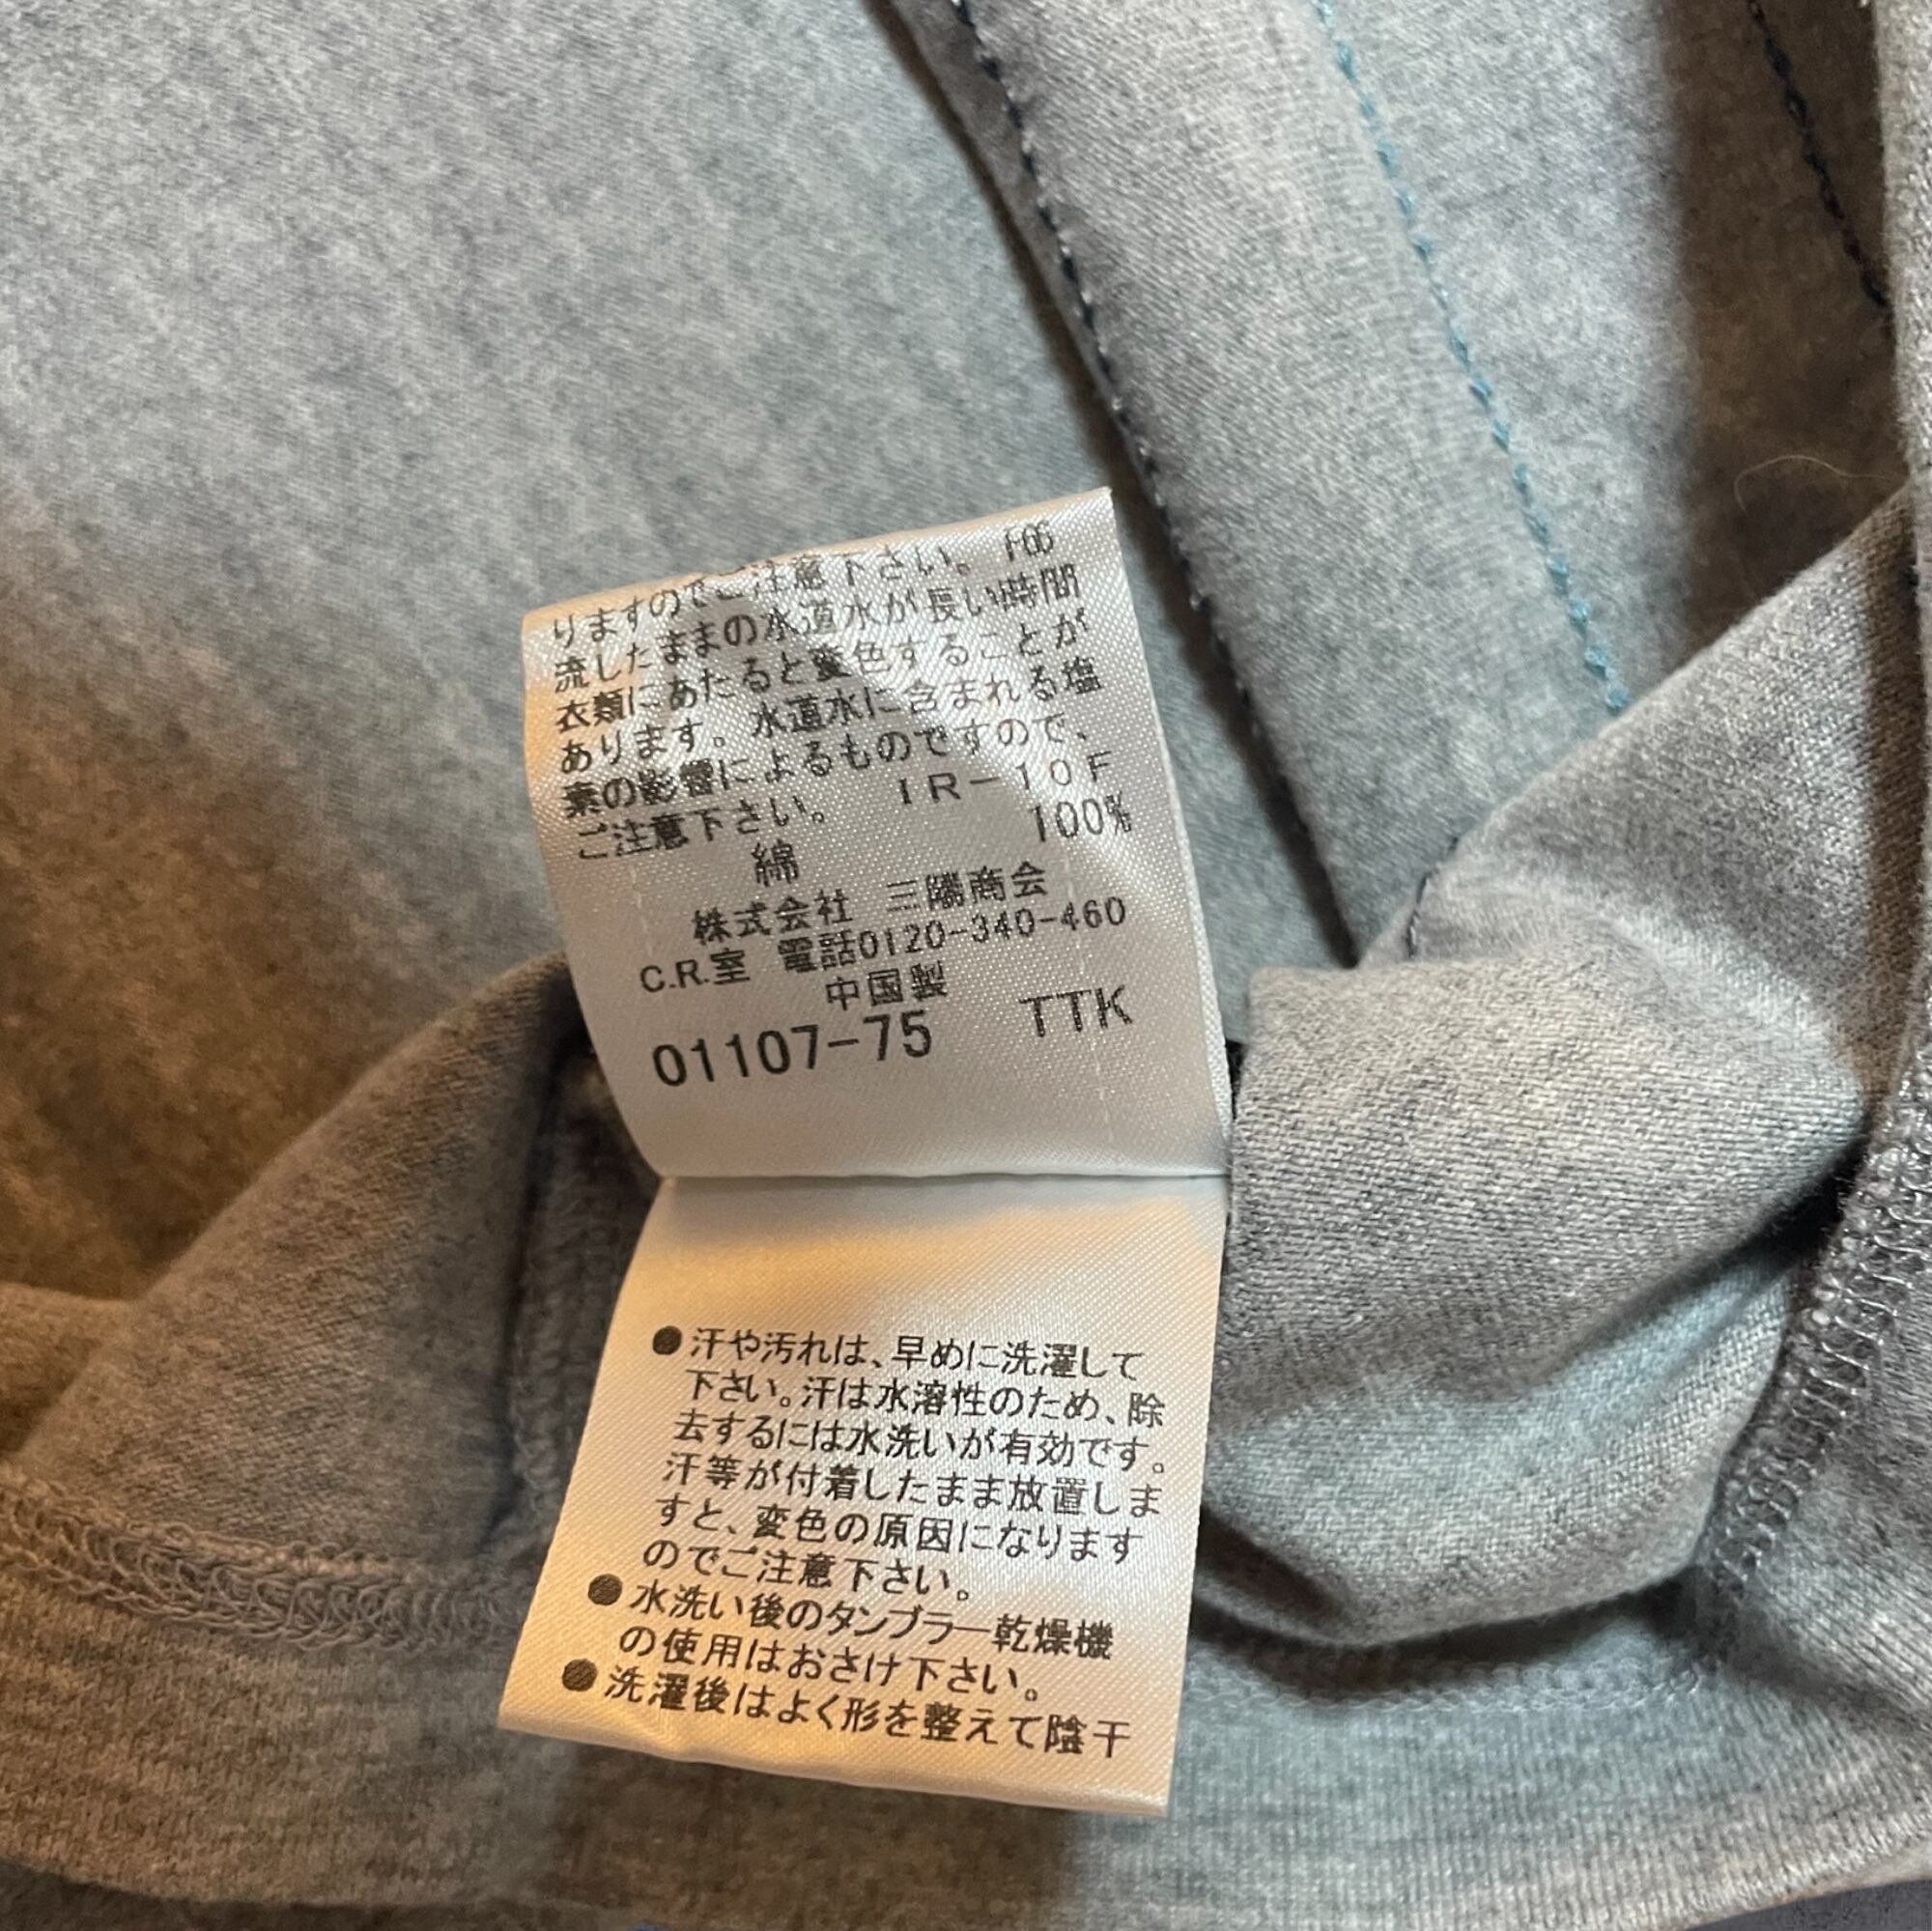 りますのでご注意下さい。
流したままの水道水が長い時間
衣類にあたると変色することが
あります。水道水に含まれる塩
素の影響によるものですので、
ご注意下さい。 IR-10F
綿 100%
株式会社 三陽商会
C.R.室 電話0120-340-460
中国製
01107-75 TTK
●汗や汚れは、早めに洗濯して
下さい。汗は水溶性のため、除
去するには水洗いが有効です。
汗等が付着したまま放置しま
すと、変色の原因になります
のでご注意下さい。
●水洗い後のタンブラー乾燥機
の使用はおさけ下さい。
●洗濯後はよく形を整えて陰干